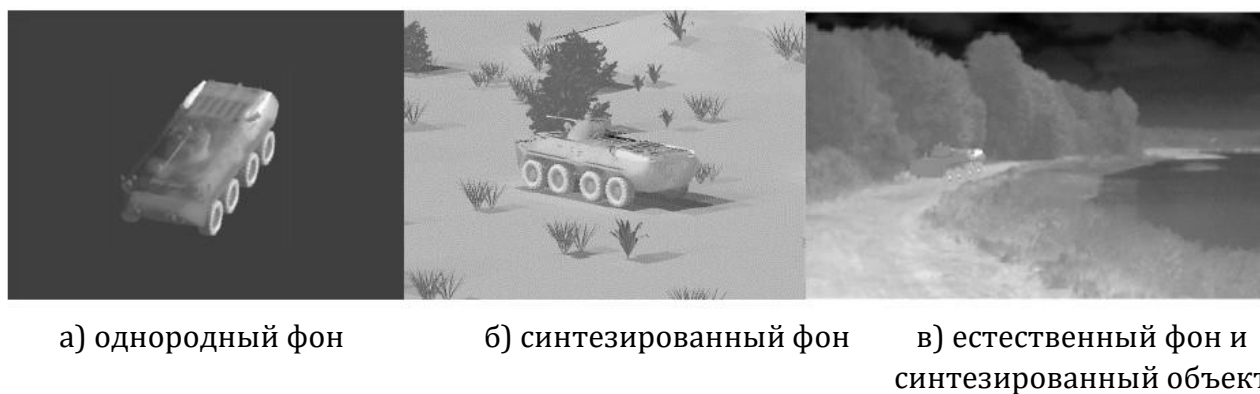 а) однородный фон
б) синтезированный фон
в) естественный фон и
синтезированный объект